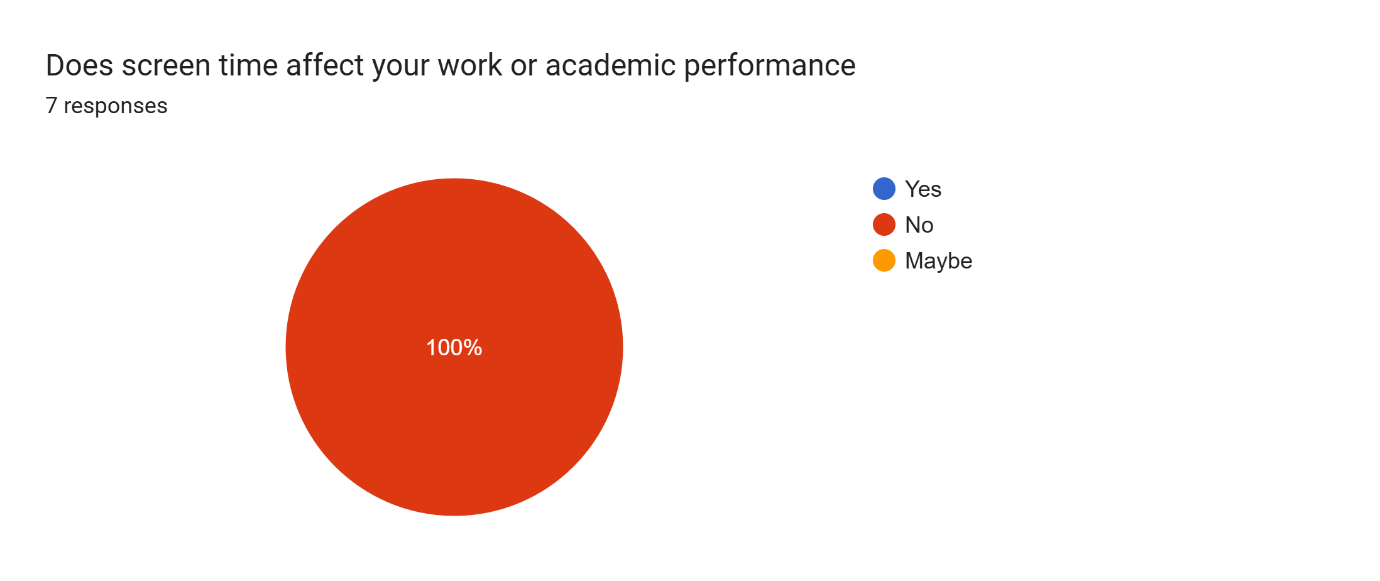 Does screen time affect your work or academic performance
7 responses
100%
Yes
No
Maybe